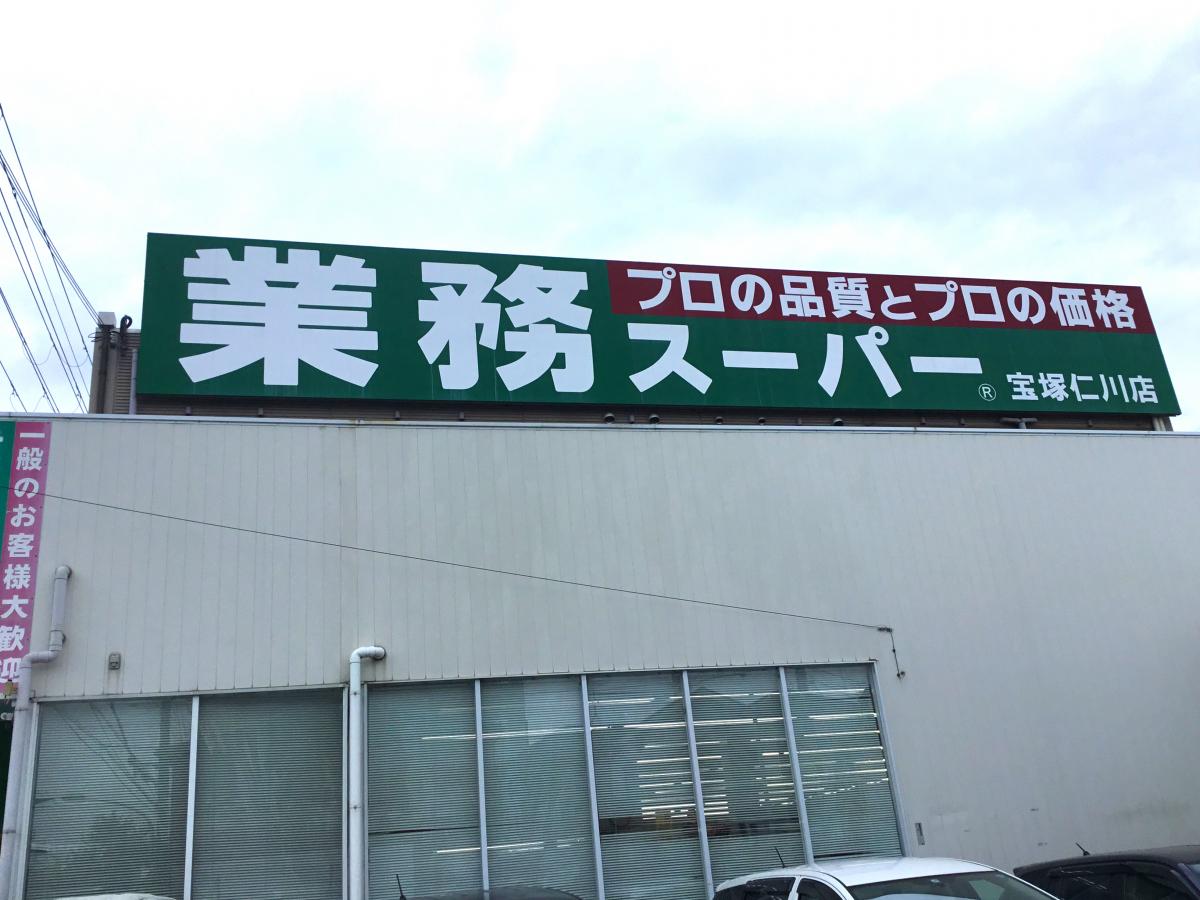 業務
プロの品質とプロの価格
スーパー
® 宝塚仁川店
一般のお客様大歓迎